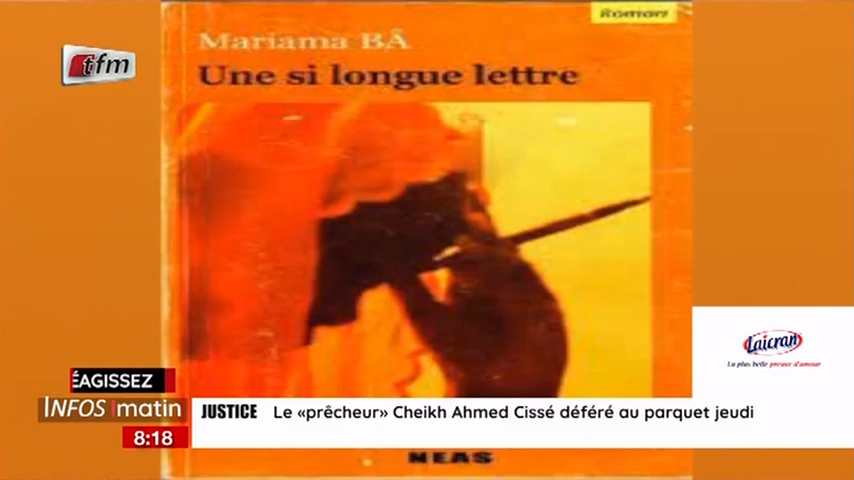 Roman
Mariama BÂ
tfm
Une si longue lettre
Laicran
La plus belle preuve d'amour
ÉAGISSEZ
INFOS matin
JUSTICE Le «prêcheur» Cheikh Ahmed Cissé déféré au parquet jeudi
8:18
NEAS